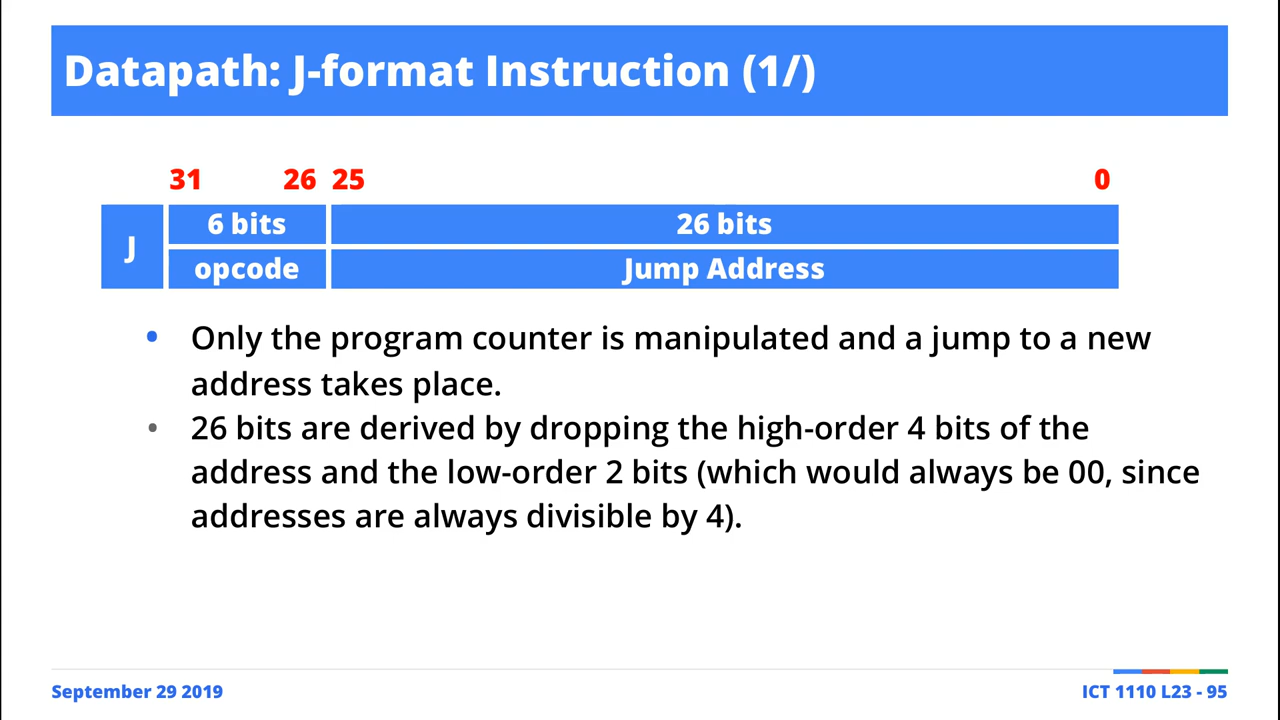 Datapath: J-format Instruction (1/)
31 26 25 0
J
6 bits 26 bits
opcode Jump Address
• Only the program counter is manipulated and a jump to a new
address takes place.
• 26 bits are derived by dropping the high-order 4 bits of the
address and the low-order 2 bits (which would always be 00, since
addresses are always divisible by 4).
September 29 2019 ICT 1110 L23 - 95